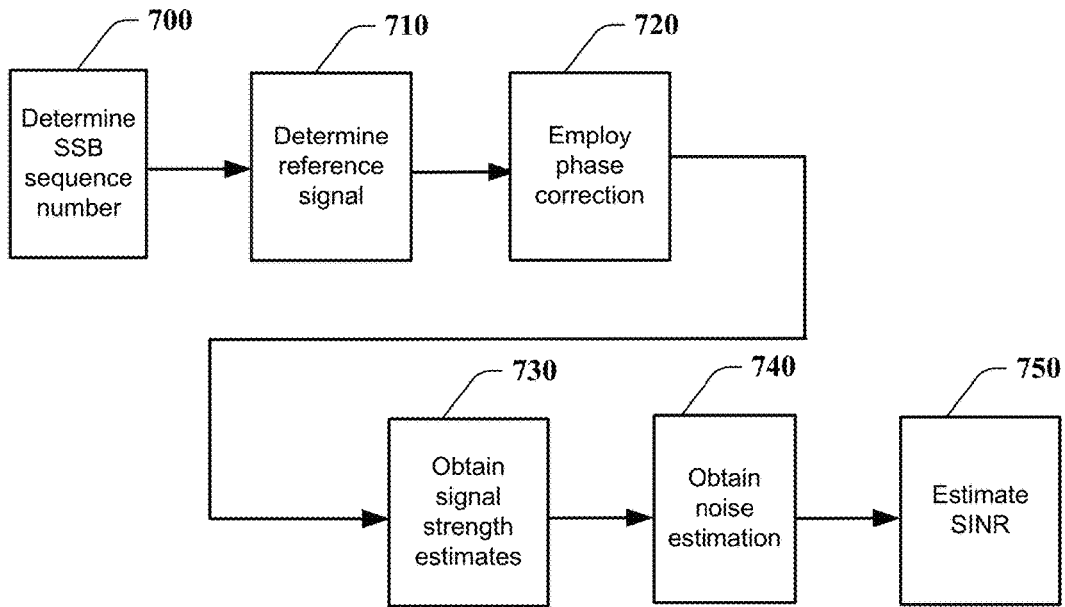 700
Determine
SSB
sequence
number
710
Determine
reference
signal
720
Employ
phase
correction
730
Obtain
signal
strength
estimates
740
Obtain
noise
estimation
750
Estimate
SINR